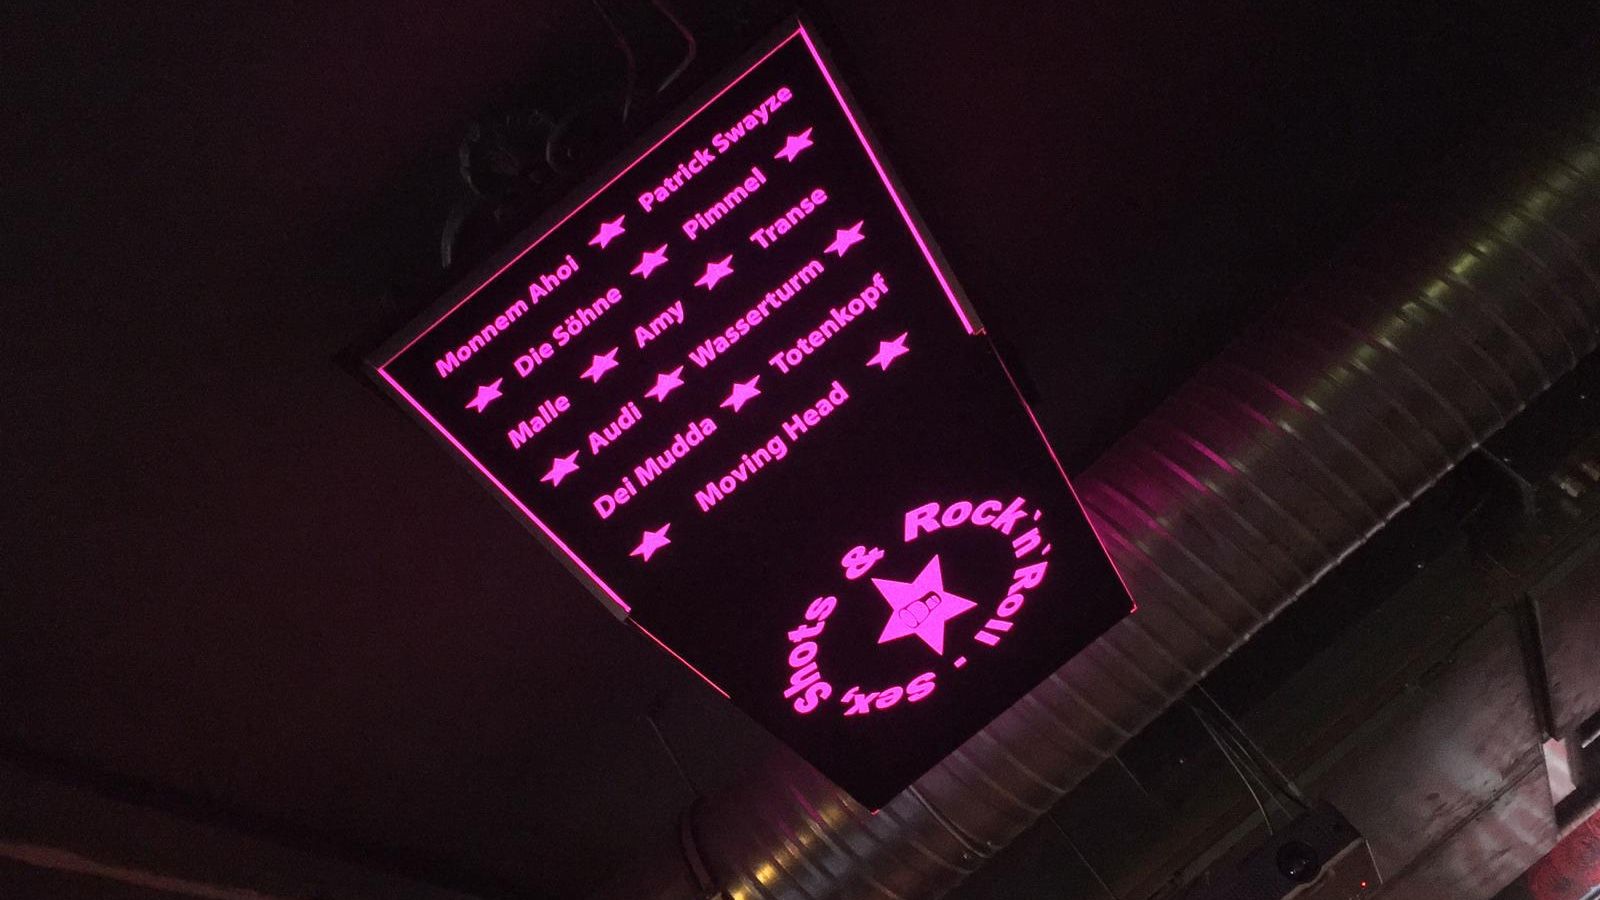 Monnem Ahoi ★ Patrick Swayze
★ Die Söhne ★ Pimmel ★
Malle ★ Amy ★ Transe
★ Audi ★ Wasserturm ★
Dei Mudda ★ Totenkopf
★ Moving Head ★
Sex, Shots & Rock'n'Roll -